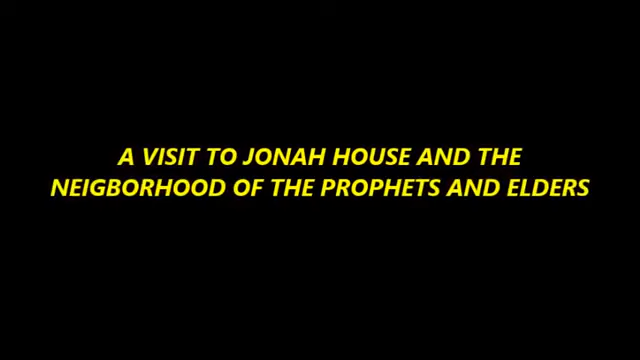 A VISIT TO JONAH HOUSE AND THE
NEIGBORHOOD OF THE PROPHETS AND ELDERS